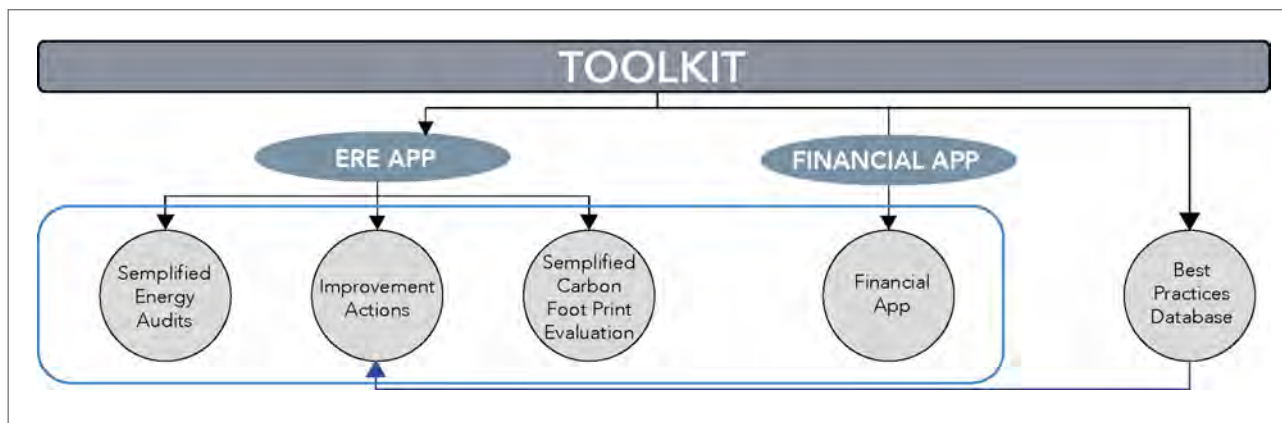 TOOLKIT
ERE APP
FINANCIAL APP
Semplified
Energy
Audits
Improvement
Actions
Semplified
Carbon
Foot Print
Evaluation
Financial
App
Best
Practices
Database